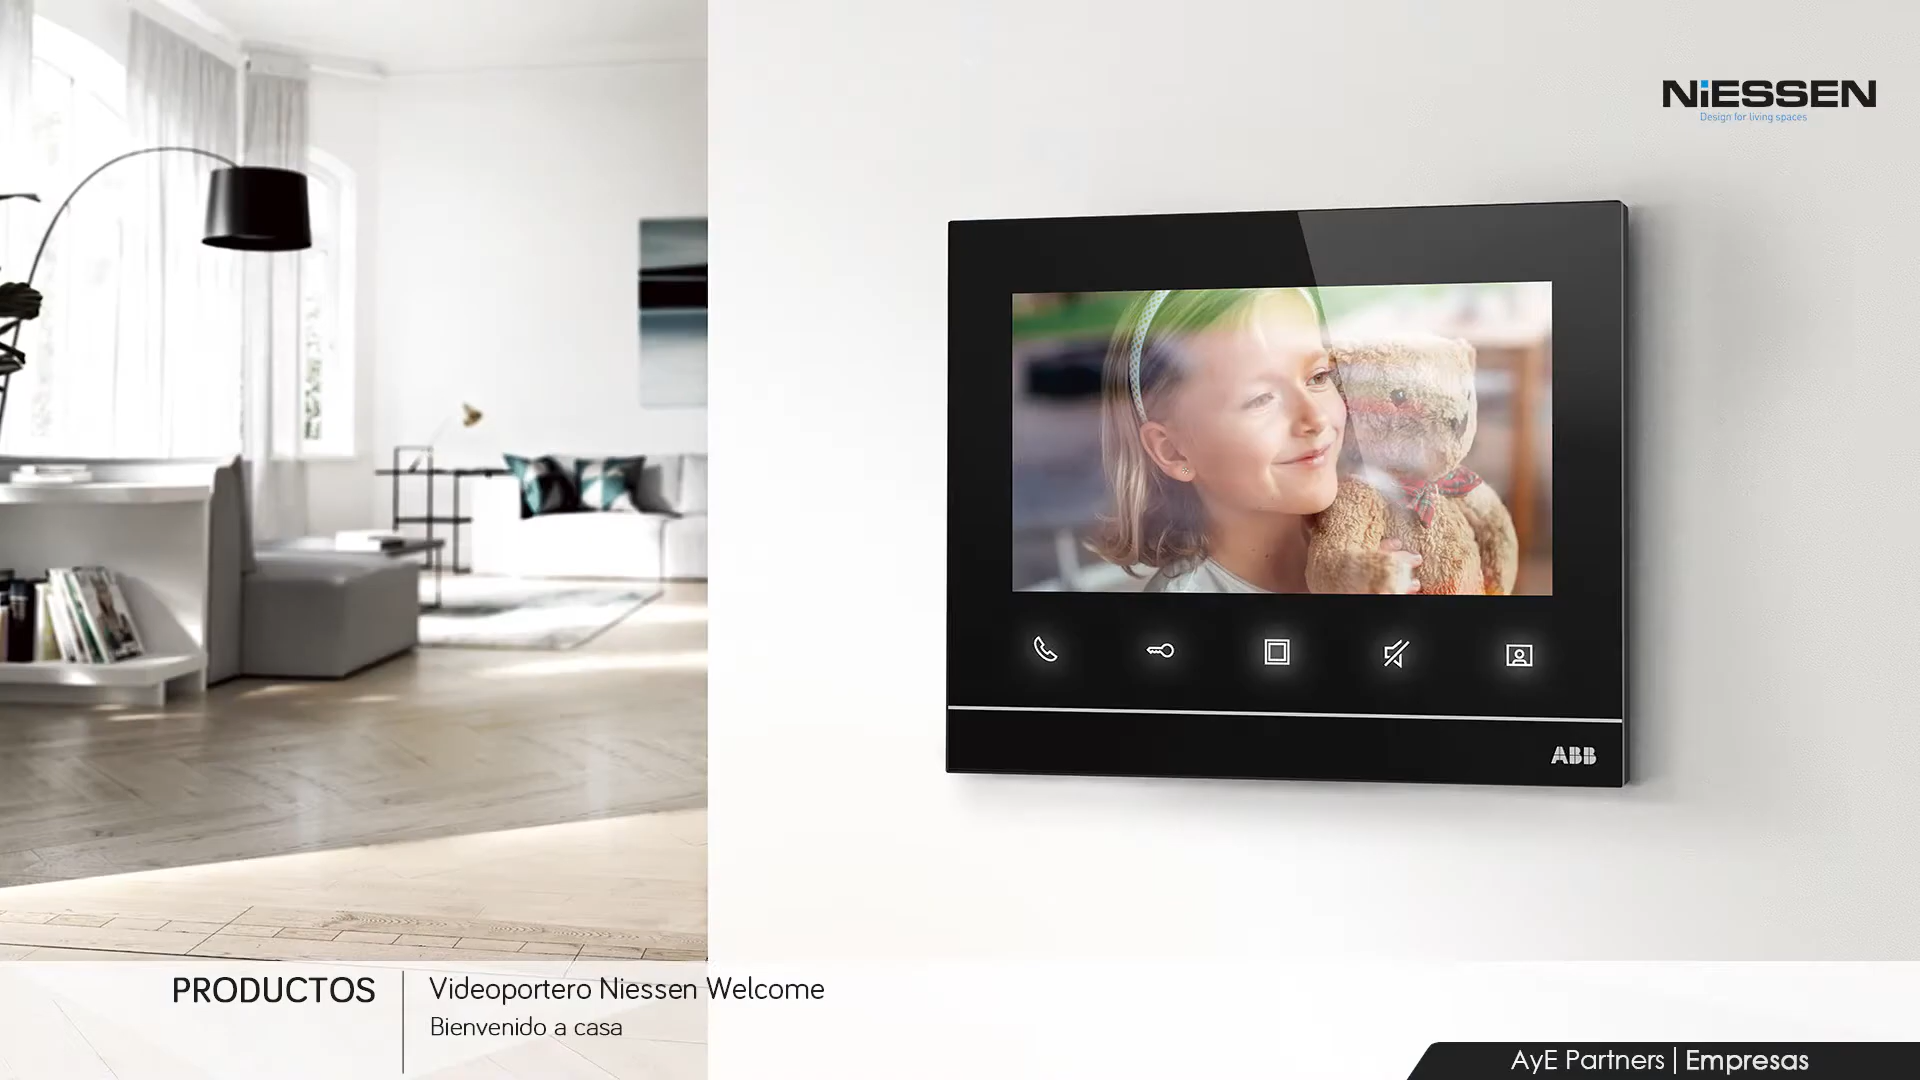 NiESSEN
Design for living spaces
ABB
PRODUCTOS
Videoportero Niessen Welcome
Bienvenido a casa
AyE Partners | Empresas